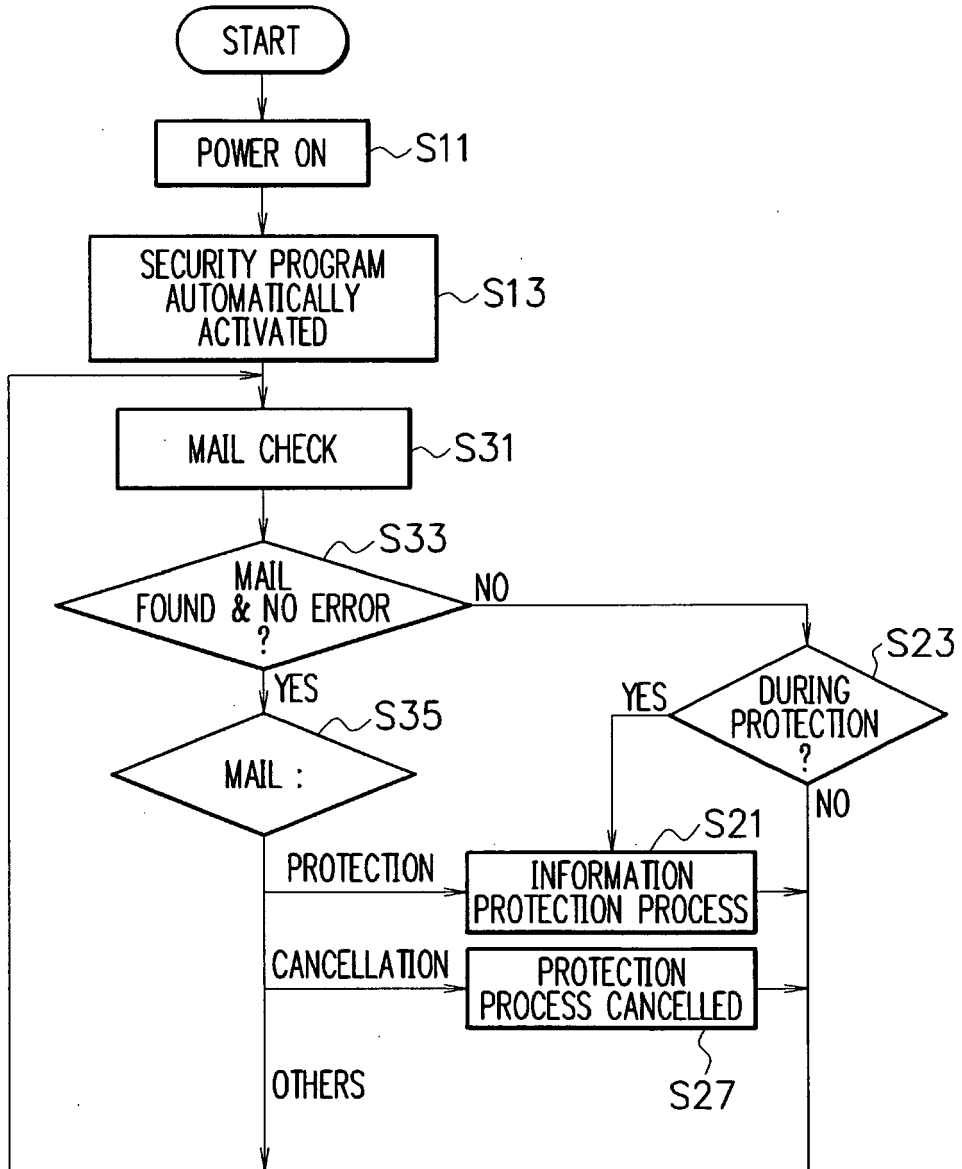 START
POWER ON
S11
SECURITY PROGRAM
AUTOMATICALLY
ACTIVATED
S13
MAIL CHECK
S31
S33
MAIL
FOUND & NO ERROR
?
NO
YES
S23
DURING
PROTECTION
?
YES
NO
S35
MAIL :
PROTECTION
S21
INFORMATION
PROTECTION PROCESS
CANCELLATION
PROTECTION
PROCESS CANCELLED
S27
OTHERS